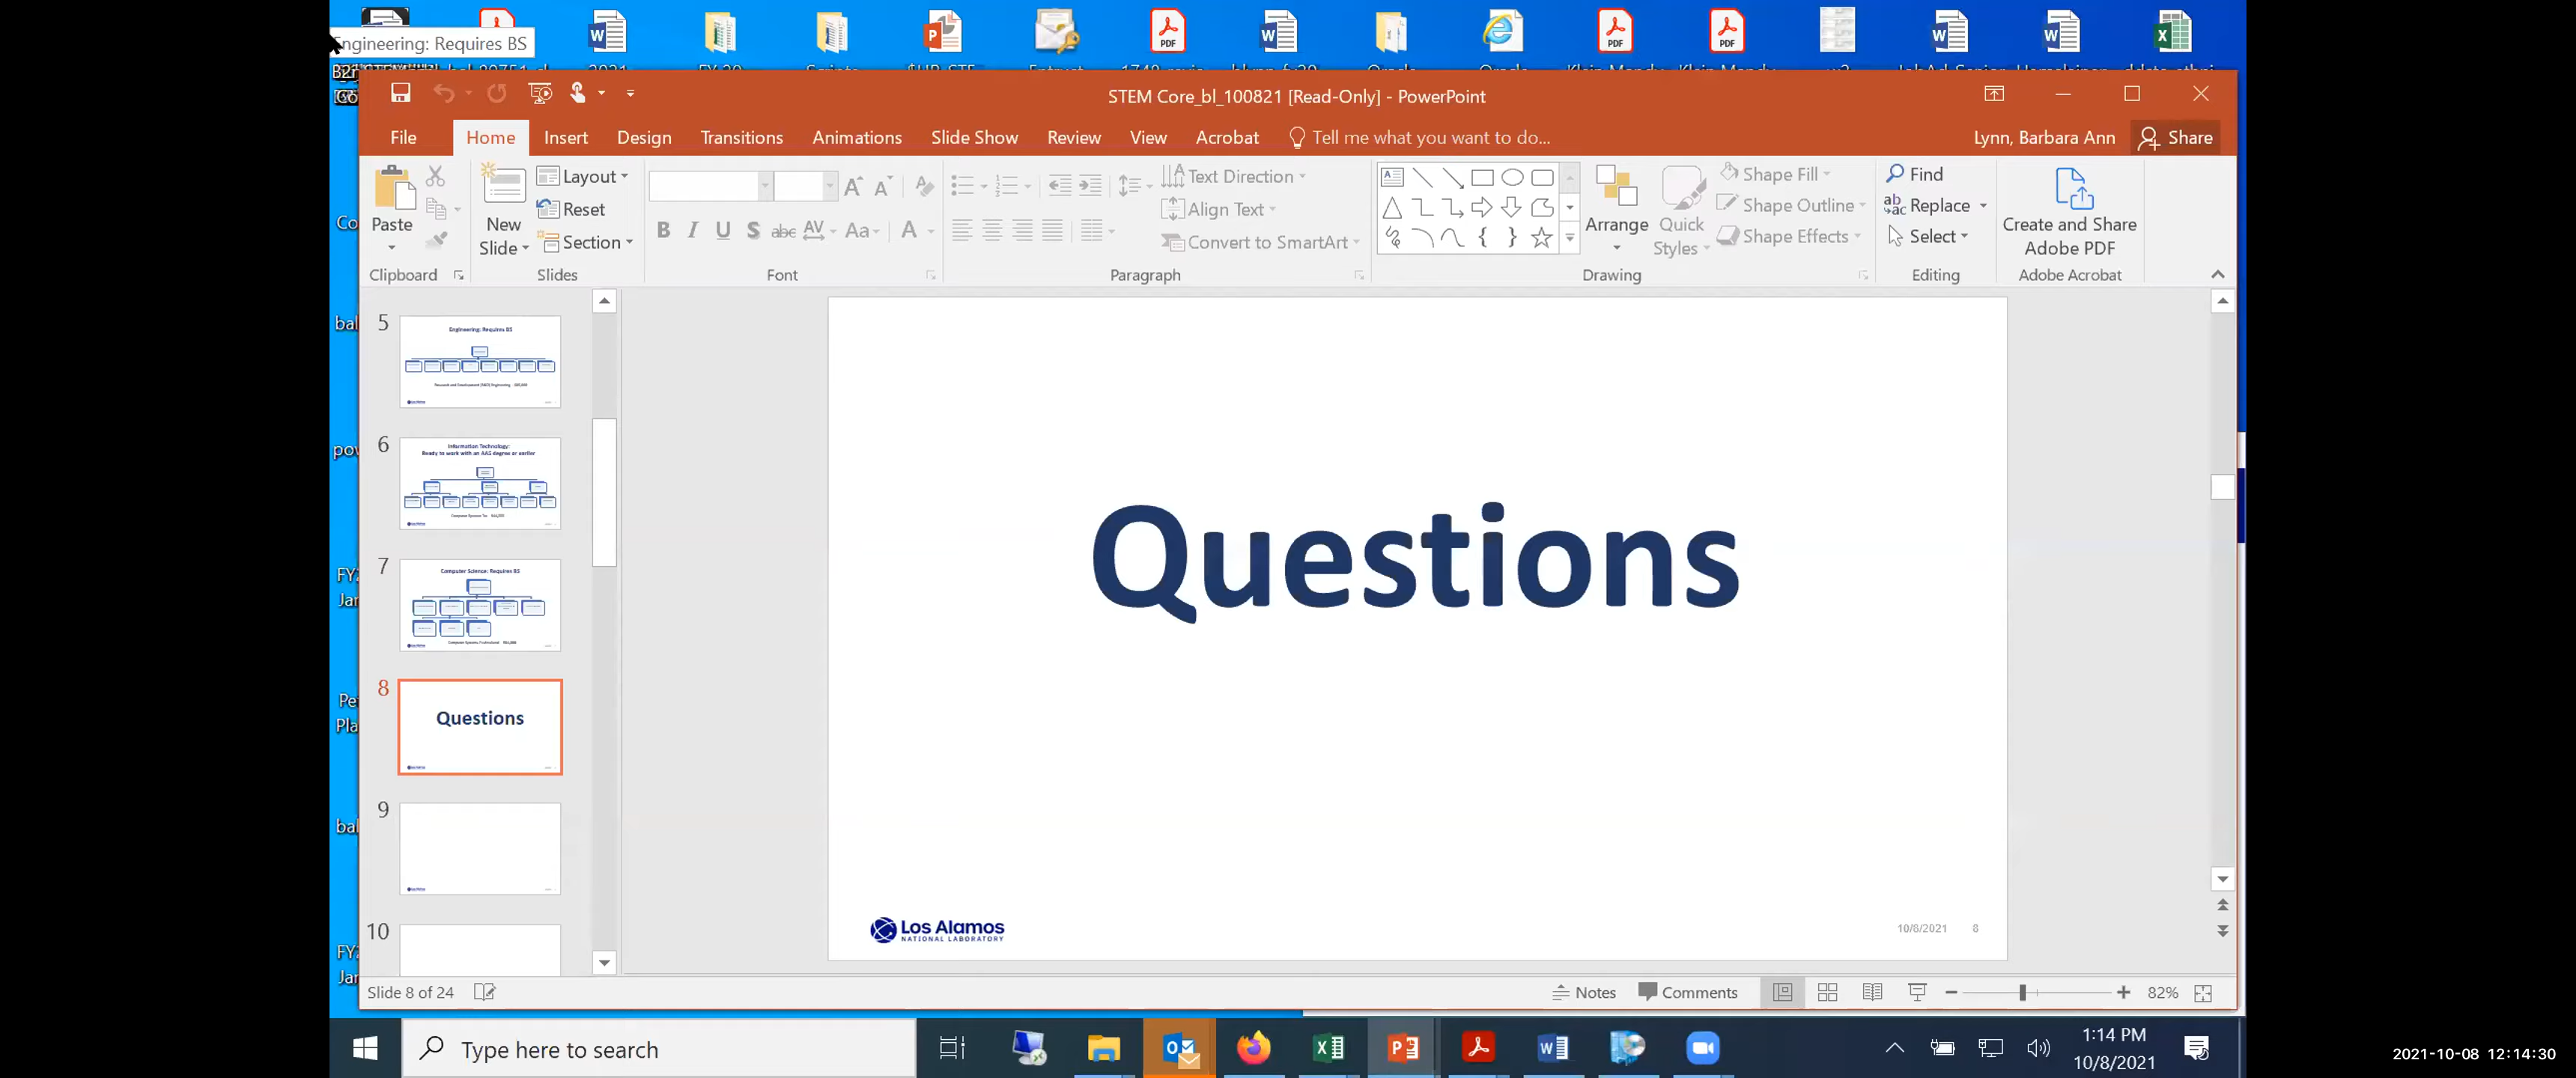 Engineering: Requires BS
STEM Core_bl_100821 [Read-Only] - PowerPoint
File Home Insert Design Transitions Animations Slide Show Review View Acrobat Tell me what you want to do...
Lynn, Barbara Ann Share
Paste
Clipboard
New
Slide
Layout
Reset
Section
Slides
Font
Text Direction
Align Text
Convert to SmartArt
Paragraph
Arrange
Quick
Styles
Shape Fill
Shape Outline
Shape Effects
Drawing
Find
Replace
Select
Editing
Create and Share
Adobe PDF
Adobe Acrobat
5
Engineering: Requires BS
6
Information Technology:
Ready to work with an AAS degree or earlier
7
Computer Science: Requires BS
8
Questions
9
10
Questions
Los Alamos
NATIONAL LABORATORY
10/8/2021 8
Slide 8 of 24
Notes Comments 82%
Type here to search
1:14 PM
10/8/2021
2021-10-08 12:14:30